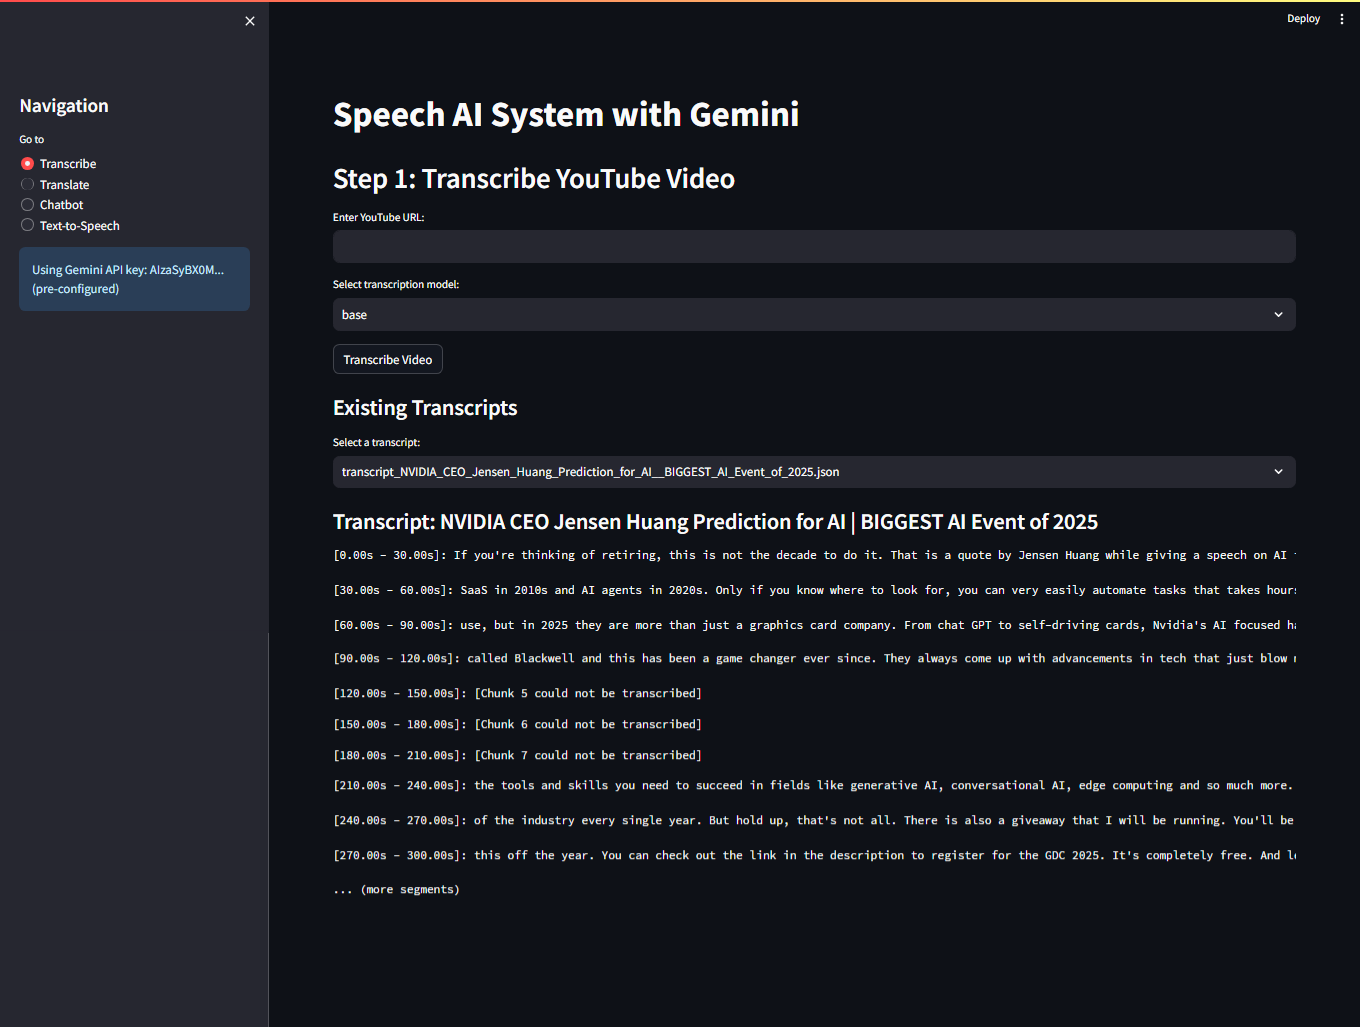 Deploy
Navigation
Go to
Transcribe
Translate
Chatbot
Text-to-Speech
Using Gemini API key: AIzaSyBX0M...
(pre-configured)
Speech AI System with Gemini
Step 1: Transcribe YouTube Video
Enter YouTube URL:
Select transcription model:
base
Transcribe Video
Existing Transcripts
Select a transcript:
transcript_NVIDIA_CEO_Jensen_Huang_Prediction_for_AI__BIGGEST_AI_Event_of_2025.json
Transcript: NVIDIA CEO Jensen Huang Prediction for AI | BIGGEST AI Event of 2025
[0.00s - 30.00s]: If you're thinking of retiring, this is not the decade to do it. That is a quote by Jensen Huang while giving a speech on AI
[30.00s - 60.00s]: SaaS in 2010s and AI agents in 2020s. Only if you know where to look for, you can very easily automate tasks that takes hours
[60.00s - 90.00s]: use, but in 2025 they are more than just a graphics card company. From chat GPT to self-driving cards, Nvidia's AI focused ha
[90.00s - 120.00s]: called Blackwell and this has been a game changer ever since. They always come up with advancements in tech that just blow
[120.00s - 150.00s]: [Chunk 5 could not be transcribed]
[150.00s - 180.00s]: [Chunk 6 could not be transcribed]
[180.00s - 210.00s]: [Chunk 7 could not be transcribed]
[210.00s - 240.00s]: the tools and skills you need to succeed in fields like generative AI, conversational AI, edge computing and so much more.
[240.00s - 270.00s]: of the industry every single year. But hold up, that's not all. There is also a giveaway that I will be running. You'll be
[270.00s - 300.00s]: this off the year. You can check out the link in the description to register for the GDC 2025. It's completely free. And
... (more segments)